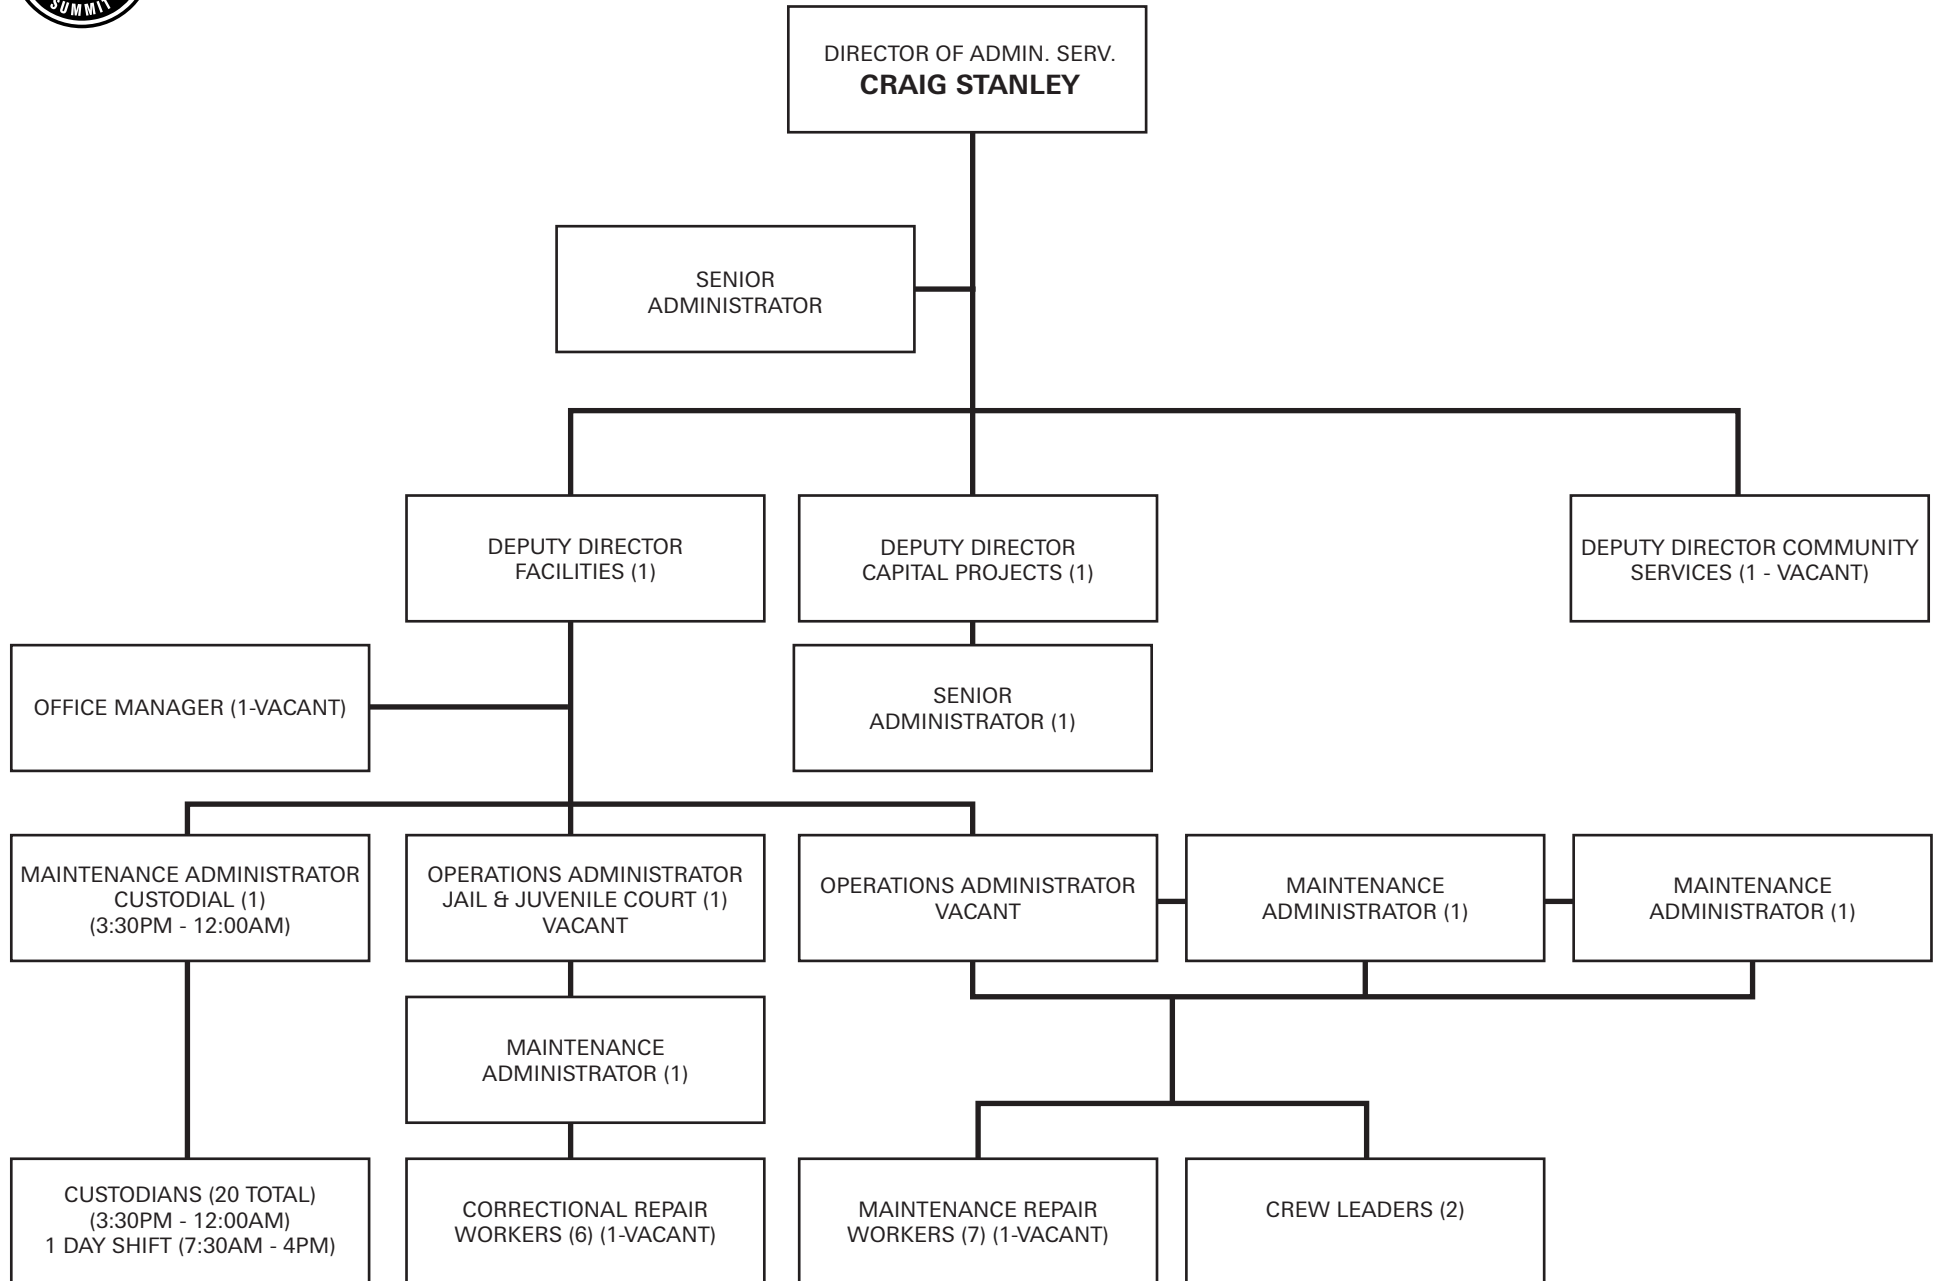 SUMMIT
DIRECTOR OF ADMIN. SERV.
CRAIG STANLEY
SENIOR
ADMINISTRATOR
DEPUTY DIRECTOR
FACILITIES (1)
DEPUTY DIRECTOR
CAPITAL PROJECTS (1)
DEPUTY DIRECTOR COMMUNITY
SERVICES (1 - VACANT)
OFFICE MANAGER (1-VACANT)
SENIOR
ADMINISTRATOR (1)
MAINTENANCE ADMINISTRATOR
CUSTODIAL (1)
(3:30PM - 12:00AM)
OPERATIONS ADMINISTRATOR
JAIL & JUVENILE COURT (1)
VACANT
OPERATIONS ADMINISTRATOR
VACANT
MAINTENANCE
ADMINISTRATOR (1)
MAINTENANCE
ADMINISTRATOR (1)
MAINTENANCE
ADMINISTRATOR (1)
CUSTODIANS (20 TOTAL)
(3:30PM - 12:00AM)
1 DAY SHIFT (7:30AM - 4PM)
CORRECTIONAL REPAIR
WORKERS (6) (1-VACANT)
MAINTENANCE REPAIR
WORKERS (7) (1-VACANT)
CREW LEADERS (2)